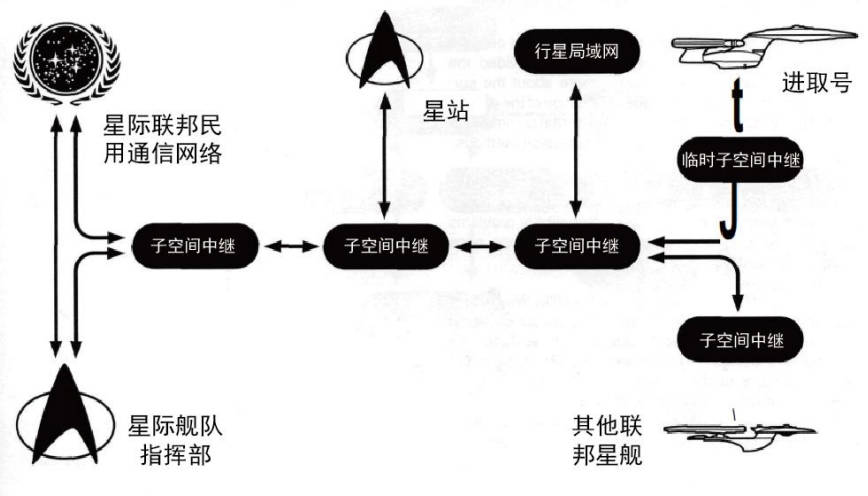 行星局域网
进取号
星站
星际联邦民
用通信网络
临时子空间中继
子空间中继
子空间中继
子空间中继
子空间中继
星际舰队
指挥部
其他联
邦星舰